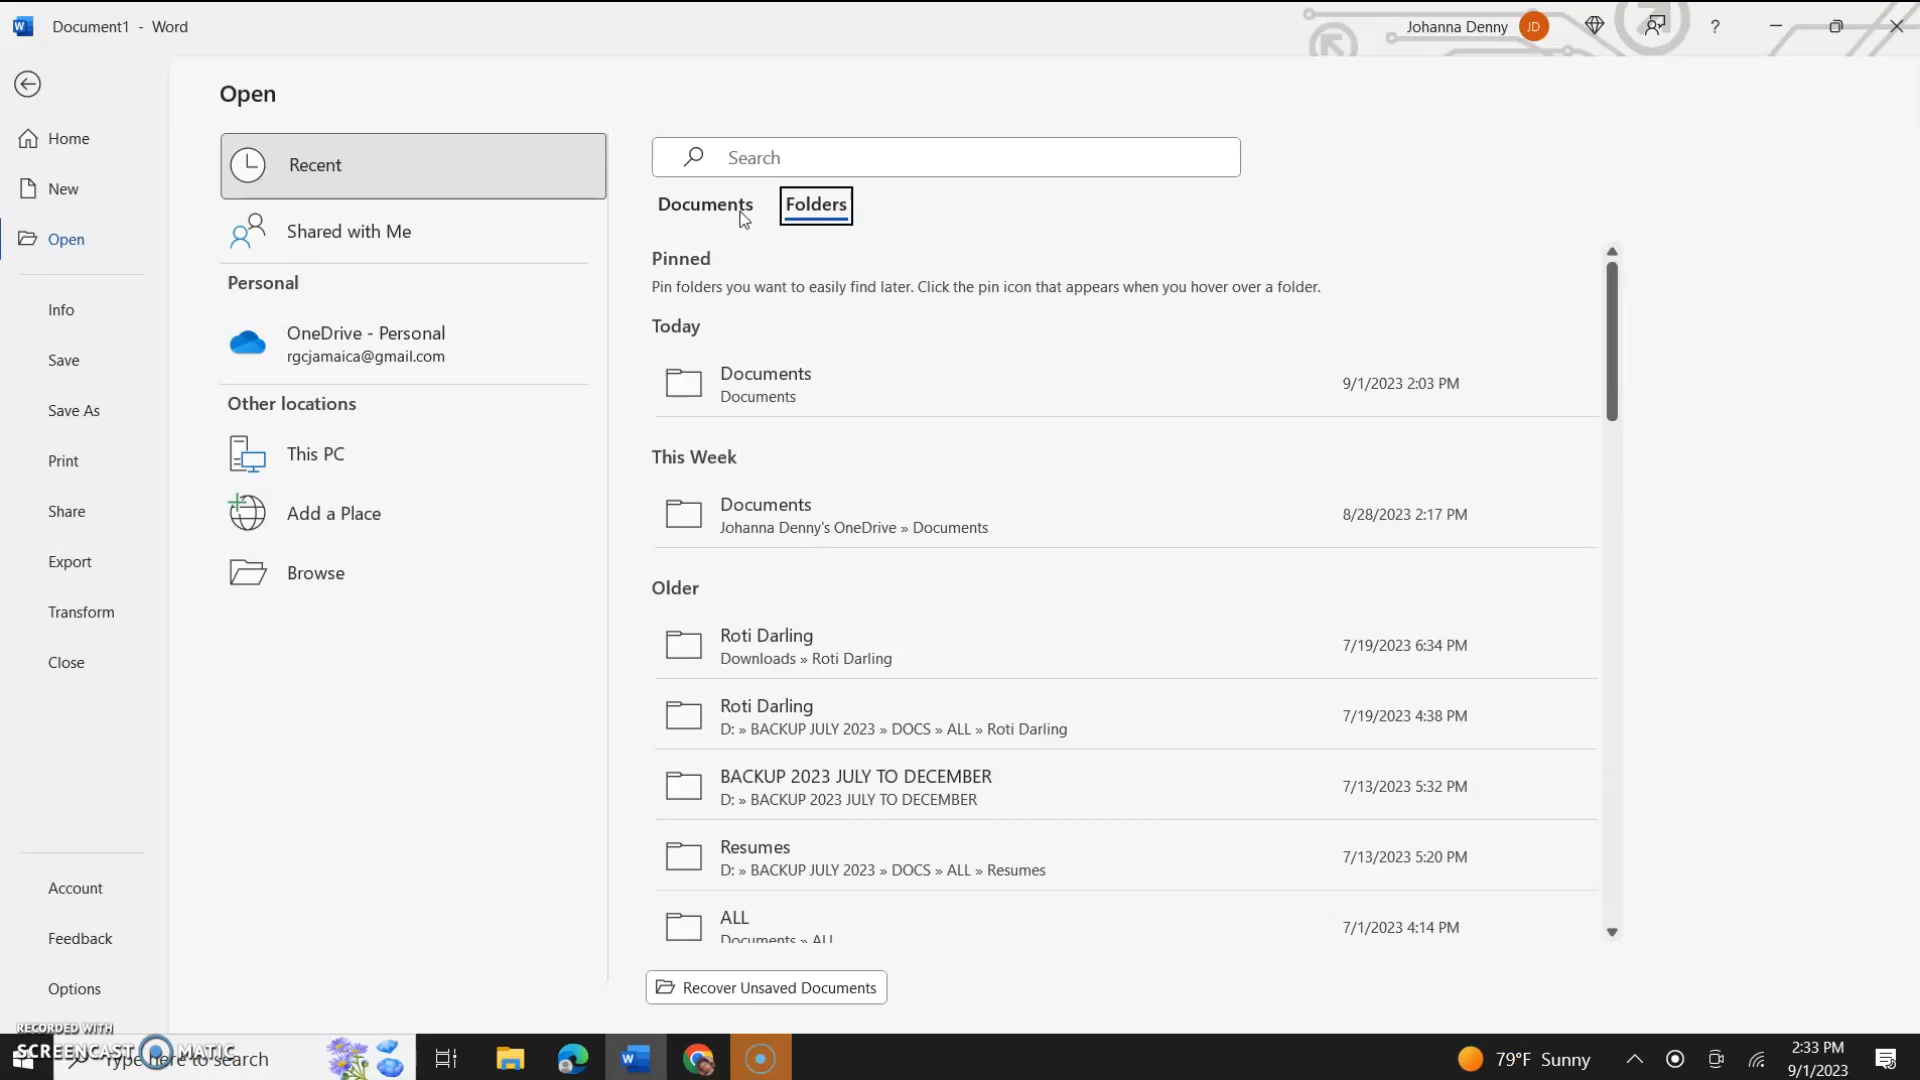 Document1 - Word
Johanna Denny JD ?
Open
Home
New
Open
Info
Save
Save As
Print
Share
Export
Transform
Close
Account
Feedback
Options
Recent
Shared with Me
Personal
OneDrive - Personal
rgcjamaica@gmail.com
Other locations
This PC
Add a Place
Browse
Search
Documents Folders
Pinned
Pin folders you want to easily find later. Click the pin icon that appears when you hover over a folder.
Today
Documents
Documents
9/1/2023 2:03 PM
This Week
Documents
Johanna Denny's OneDrive » Documents
8/28/2023 2:17 PM
Older
Roti Darling
Downloads » Roti Darling
7/19/2023 6:34 PM
Roti Darling
D: » BACKUP JULY 2023 » DOCS » ALL » Roti Darling
7/19/2023 4:38 PM
BACKUP 2023 JULY TO DECEMBER
D: » BACKUP 2023 JULY TO DECEMBER
7/13/2023 5:32 PM
Resumes
D: » BACKUP JULY 2023 » DOCS » ALL » Resumes
7/13/2023 5:20 PM
ALL
Documents » ALL
7/1/2023 4:14 PM
Recover Unsaved Documents
RECORDED WITH
SCREENCAST MATIC
Type here to search
79°F Sunny
2:33 PM
9/1/2023